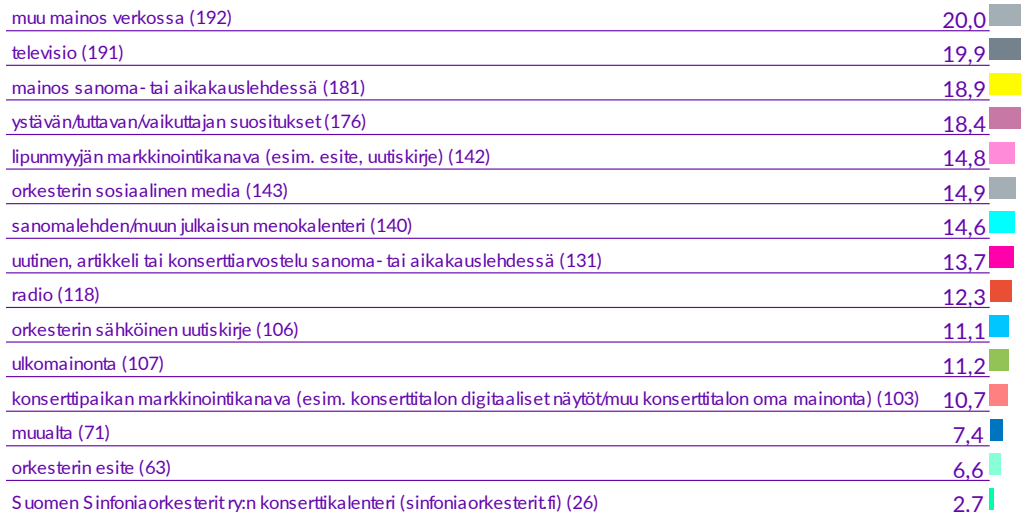 muu mainos verkossa (192) 20,0
televisio (191) 19,9
mainos sanoma- tai aikakauslehdessä (181) 18,9
ystävän/tuttavan/vaikuttajan suositukset (176) 18,4
lipunmyyjän markkinointikanava (esim. esite, uutiskirje) (142) 14,8
orkesterin sosiaalinen media (143) 14,9
sanomalehden/muun julkaisun menokalenteri (140) 14,6
uutinen, artikkeli tai konserttiarvostelu sanoma- tai aikakauslehdessä (131) 13,7
radio (118) 12,3
orkesterin sähköinen uutiskirje (106) 11,1
ulkomainonta (107) 11,2
konserttipaikan markkinointikanava (esim. konserttitalon digitaaliset näytöt/muu konserttitalon oma mainonta) (103) 10,7
muualta (71) 7,4
orkesterin esite (63) 6,6
Suomen Sinfoniaorkesterit ry:n konserttikalenteri (sinfoniaorkesterit.fi) (26) 2,7